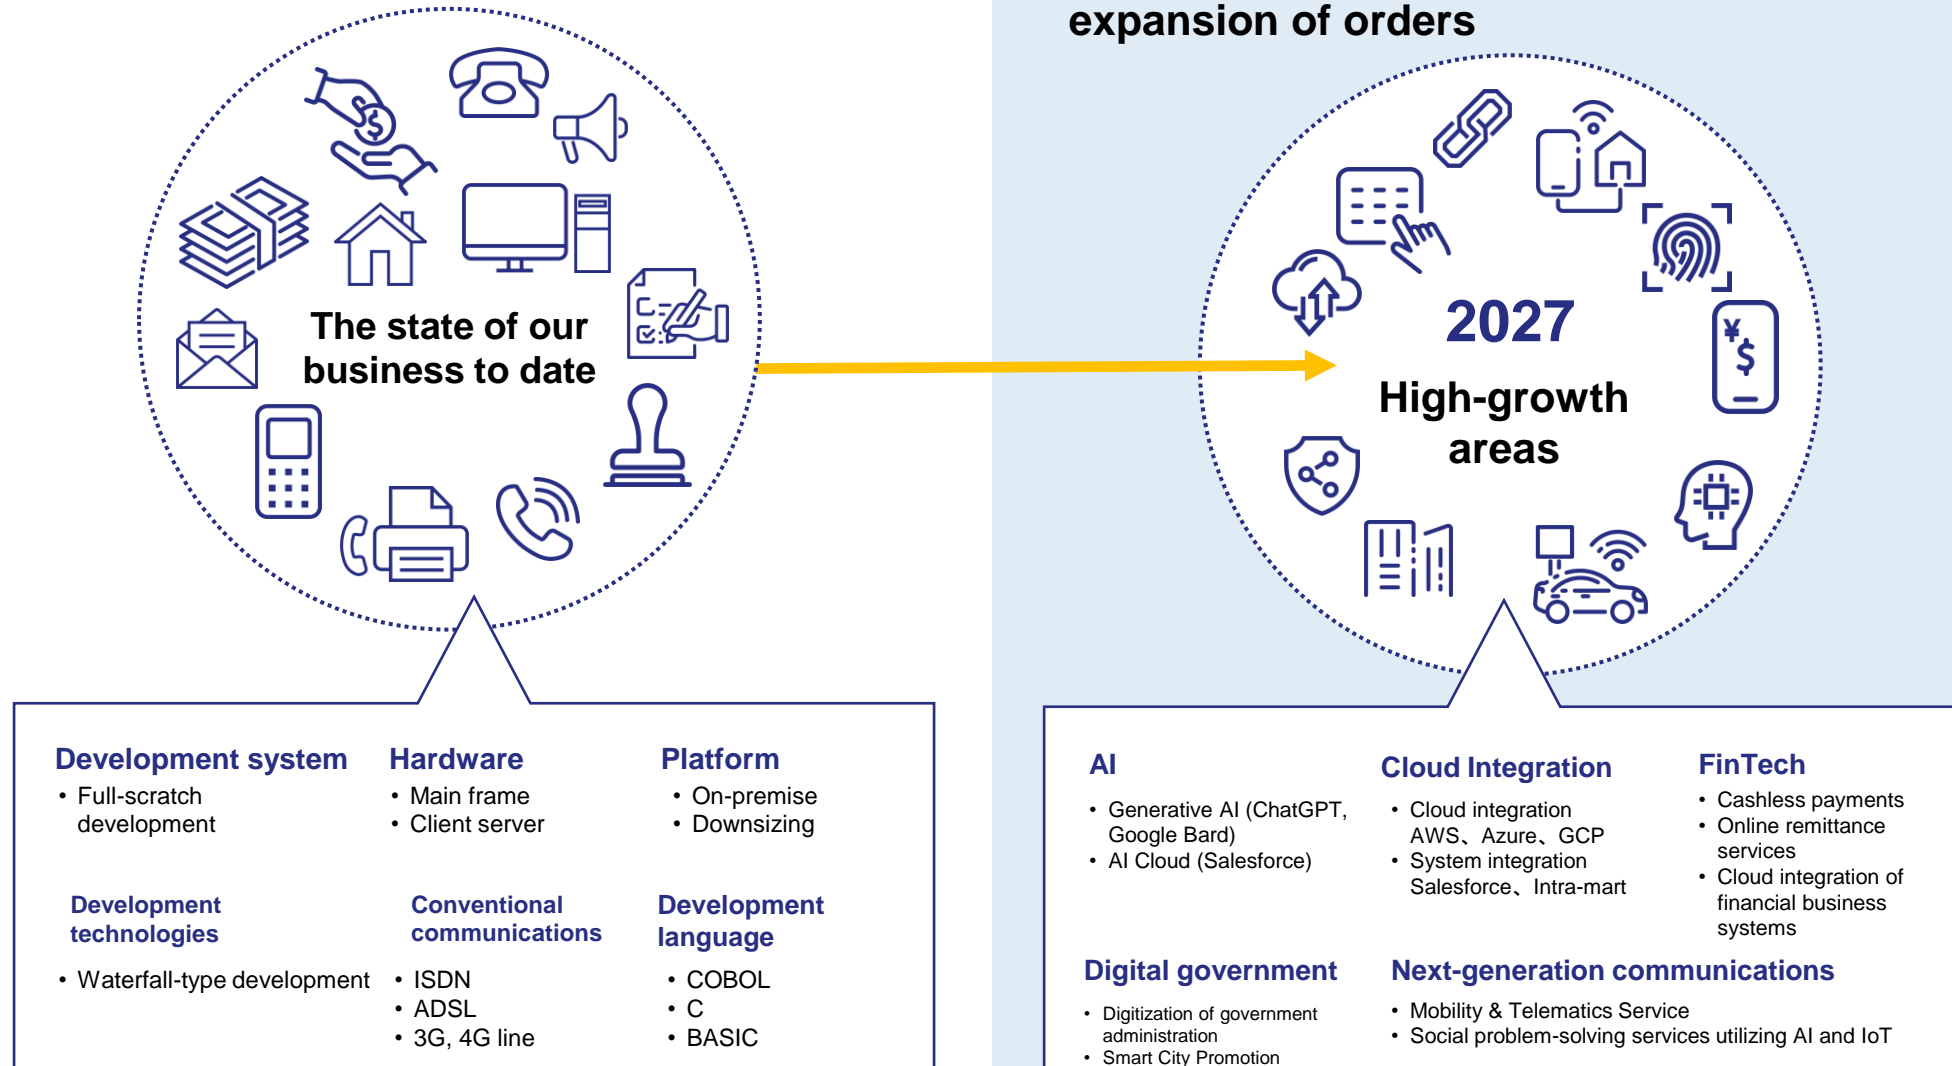 expansion of orders
The state of our
business to date
2027
High-growth
areas
¥
$
$
Development system
• Full-scratch
development
Hardware
• Main frame
• Client server
Platform
• On-premise
• Downsizing
Development
technologies
• Waterfall-type development
Conventional
communications
• ISDN
• ADSL
• 3G, 4G line
Development
language
• COBOL
• C
• BASIC
AI
• Generative AI (ChatGPT,
Google Bard)
• AI Cloud (Salesforce)
Cloud Integration
• Cloud integration
AWS、Azure、GCP
• System integration
Salesforce、Intra-mart
FinTech
• Cashless payments
• Online remittance
services
• Cloud integration of
financial business
systems
Digital government
• Digitization of government
administration
• Smart City Promotion
Next-generation communications
• Mobility & Telematics Service
• Social problem-solving services utilizing AI and IoT